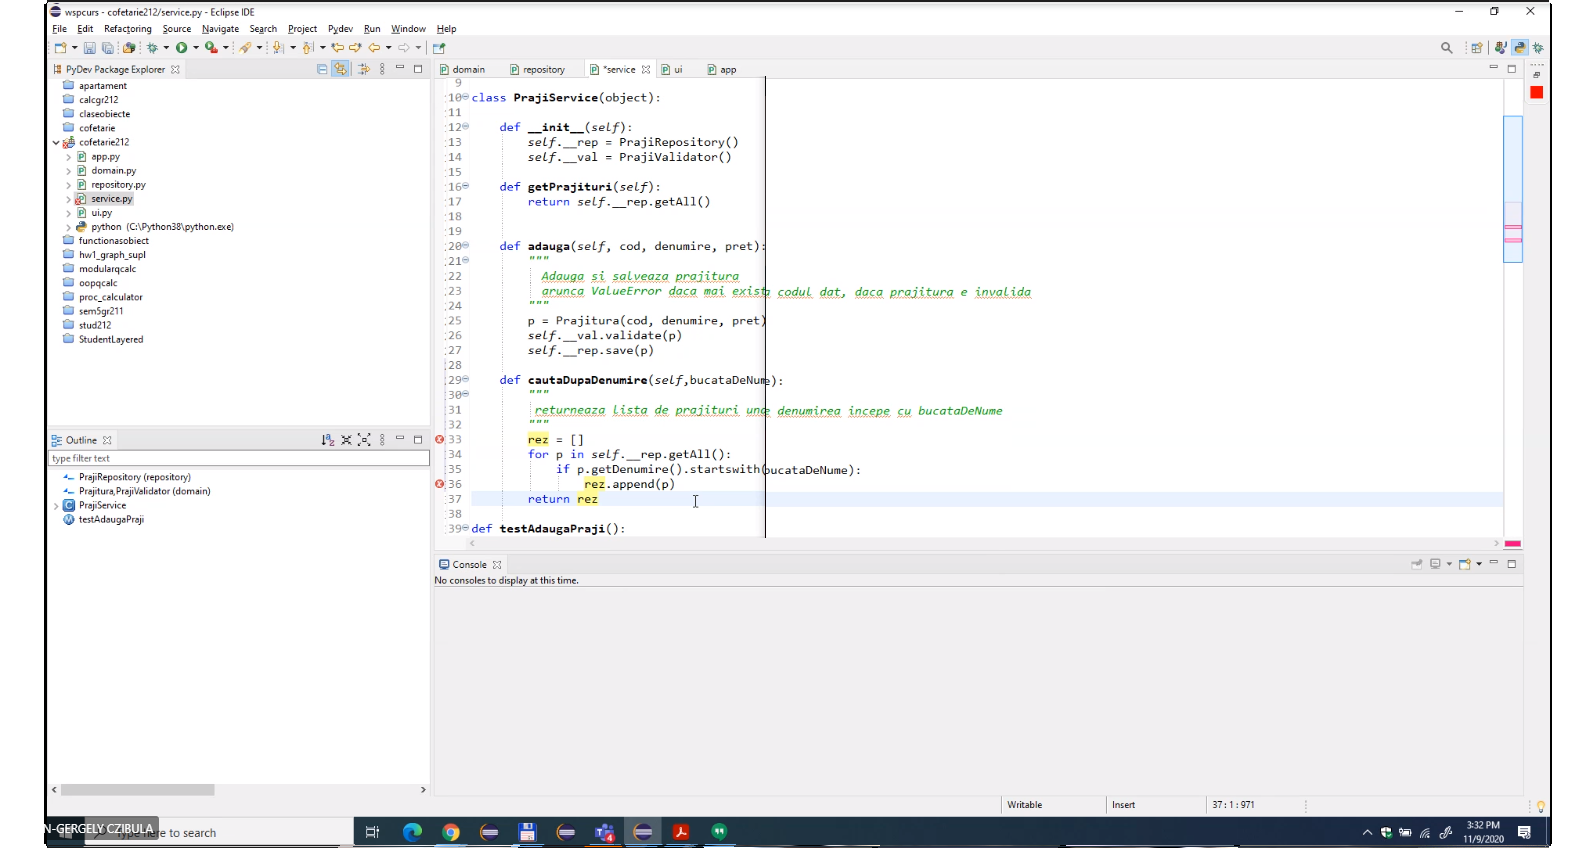 wspcurs - cofetarie212/service.py - Eclipse IDE
File Edit Refactoring Source Navigate Search Project Pydev Run Window Help
PyDev Package Explorer
apartament
calcgr212
claseobiecte
cofetarie
cofetarie212
app.py
domain.py
repository.py
service.py
ui.py
python (C:\Python38\python.exe)
functionasobiect
hw1_graph_supl
modularqcalc
oopqcalc
proc_calculator
sem5gr211
stud212
StudentLayered
Outline
type filter text
PrajiRepository (repository)
Prajitura,PrajiValidator (domain)
PrajiService
testAdaugaPraji
domain repository *service ui app
9
10 class PrajiService(object):
11
12 def __init__(self):
13 self.__rep = PrajiRepository()
14 self.__val = PrajiValidator()
15
16 def getPrajituri(self):
17 return self.__rep.getAll()
18
19
20 def adauga(self, cod, denumire, pret):
21 """
22 Adauga si salveaza prajitura
23 arunca ValueError daca mai exista codul dat, daca prajitura e invalida
24 """
25 p = Prajitura(cod, denumire, pret)
26 self.__val.validate(p)
27 self.__rep.save(p)
28
29 def cautaDupaDenumire(self,bucataDeNume):
30 """
31 returneaza lista de prajituri une denumirea incepe cu bucataDeNume
32 """
33 rez = []
34 for p in self.__rep.getAll():
35 if p.getDenumire().startswith(bucataDeNume):
36 rez.append(p)
37 return rez
38
39 def testAdaugaPraji():
Console
No consoles to display at this time.
Writable Insert 37 : 1 : 971
N-GERGELY CZIBULA
here to search
4
3:32 PM
11/9/2020